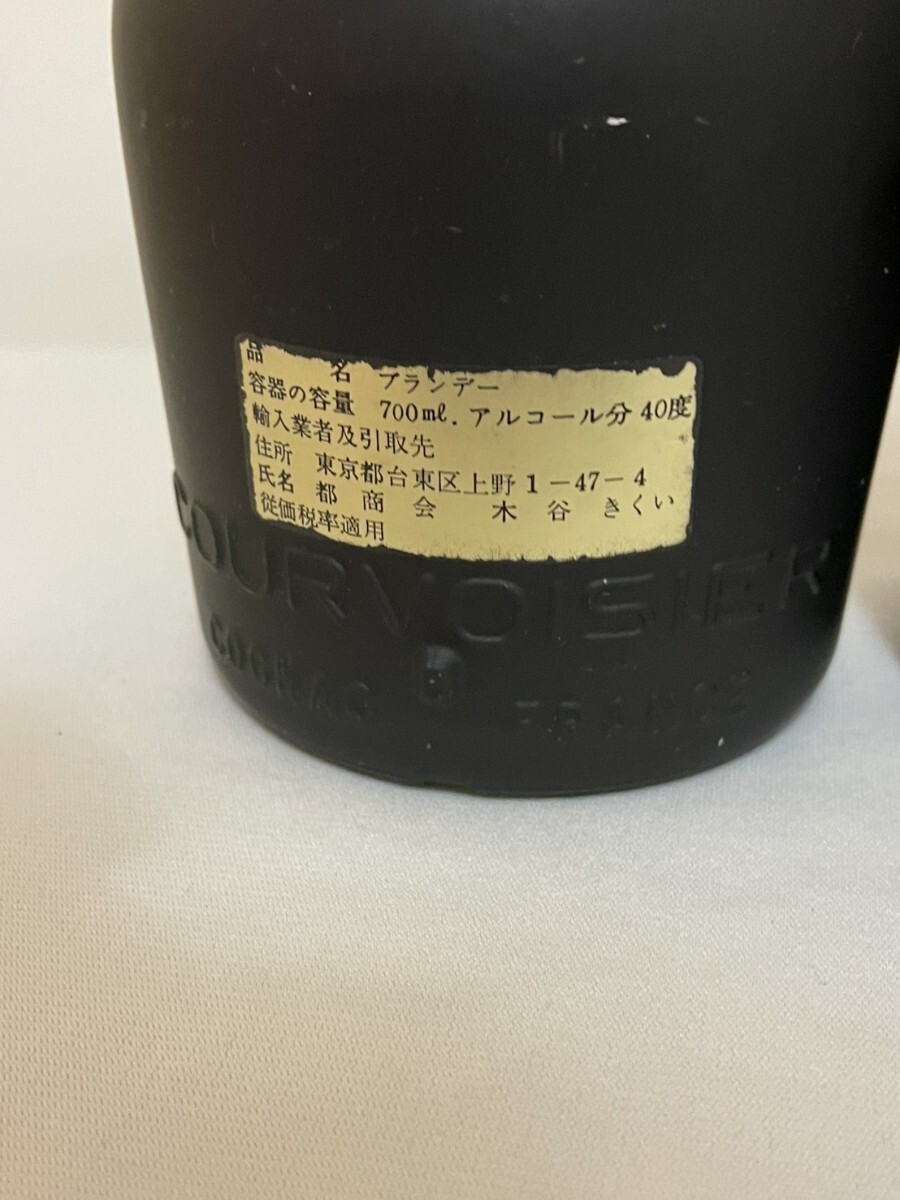 品 名 ブランデー
容器の容量 700mℓ. アルコール分 40度
輸入業者及引取先
住所 東京都台東区上野1-47-4
氏名 都商会 木谷 きくい
従価税率適用
COURVOISIER
COGNAC FRANCE